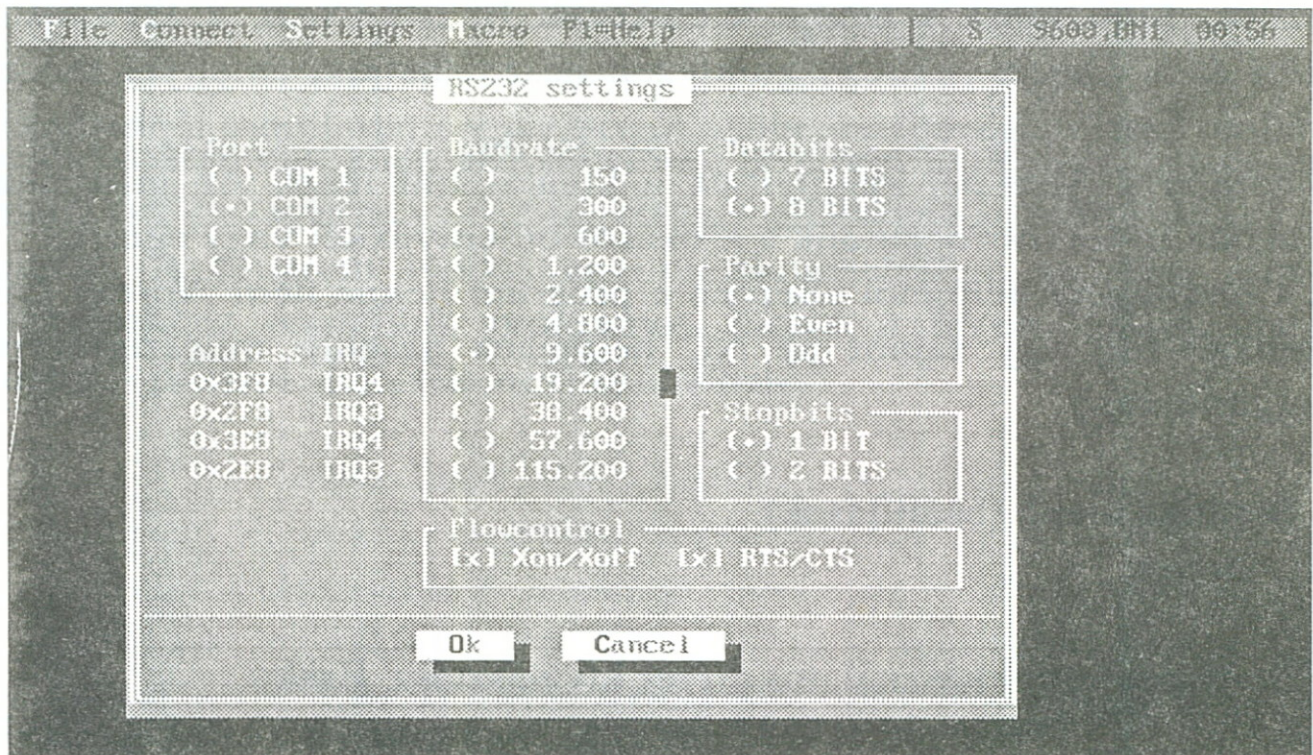 File Connect Settings Macro F1=Help S 9600,8N1 00:56
RS232 settings
Port
( ) COM 1
(•) COM 2
( ) COM 3
( ) COM 4
Address IRQ
0x3F8 IRQ4
0x2F8 IRQ3
0x3E8 IRQ4
0x2E8 IRQ3
Baudrate
( ) 150
( ) 300
( ) 600
( ) 1.200
( ) 2.400
( ) 4.800
(•) 9.600
( ) 19.200
( ) 38.400
( ) 57.600
( ) 115.200
Databits
( ) 7 BITS
(•) 8 BITS
Parity
(•) None
( ) Even
( ) Odd
Stopbits
(•) 1 BIT
( ) 2 BITS
Flowcontrol
[x] Xon/Xoff [x] RTS/CTS
Ok Cancel